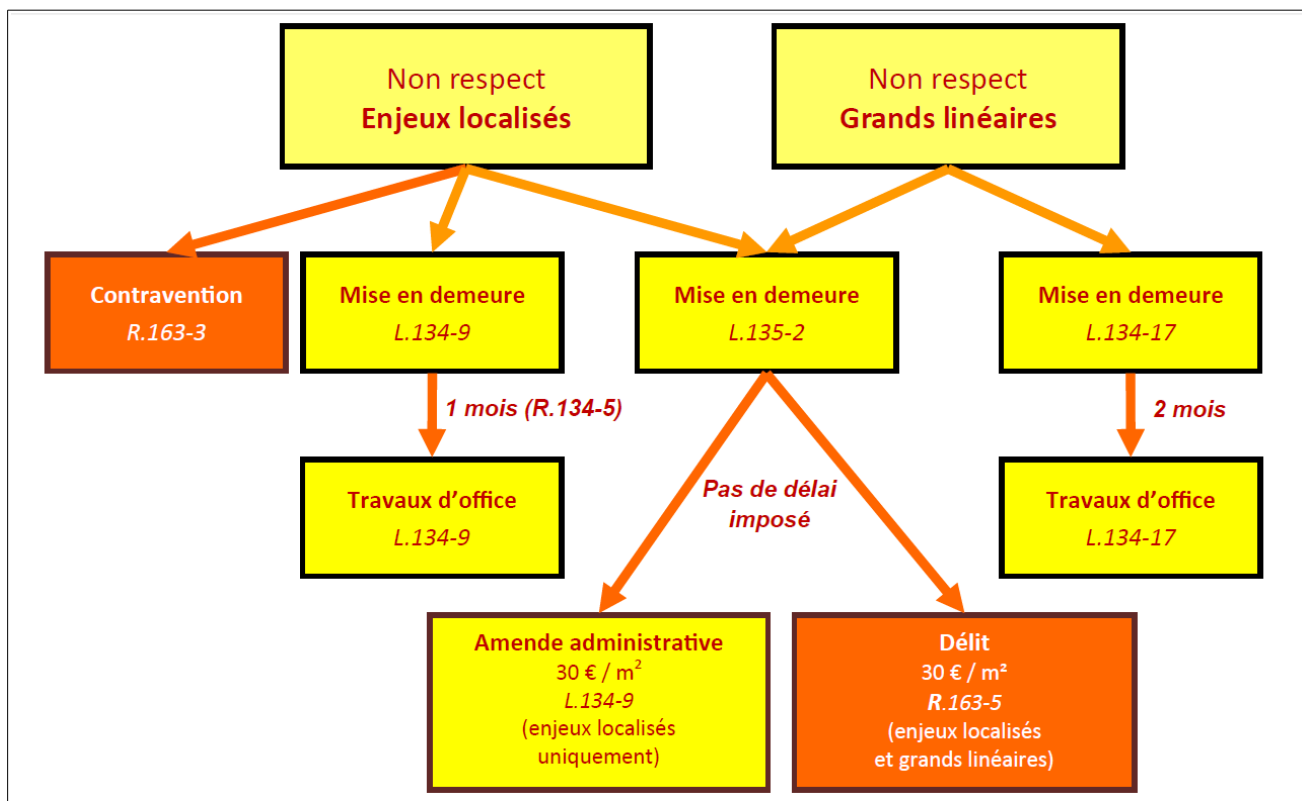 Non respect
Enjeux localisés
Non respect
Grands linéaires
Contravention
R.163-3
Mise en demeure
L.134-9
Mise en demeure
L.135-2
Mise en demeure
L.134-17
1 mois (R.134-5)
2 mois
Travaux d’office
L.134-9
Pas de délai
imposé
Travaux d’office
L.134-17
Amende administrative
30 € / m²
L.134-9
(enjeux localisés
uniquement)
Délit
30 € / m²
R.163-5
(enjeux localisés
et grands linéaires)